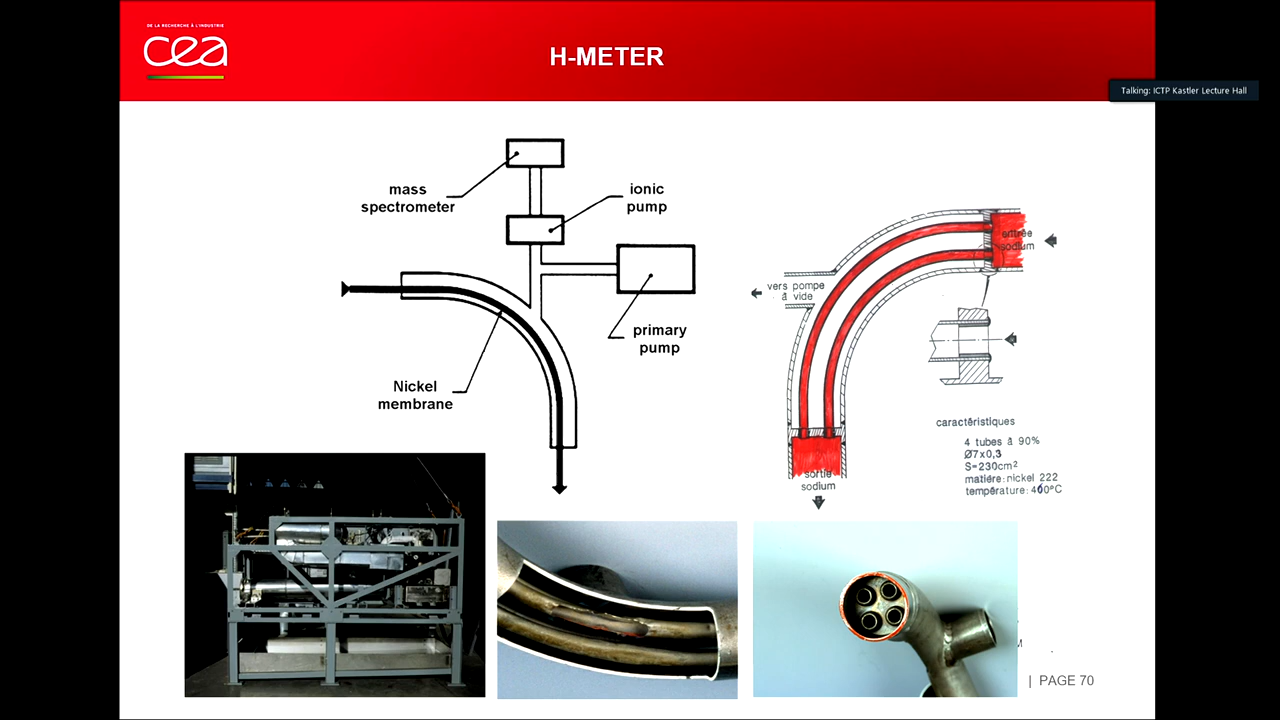 DE LA RECHERCHE À L'INDUSTRIE
cea
H-METER
Talking: ICTP Kastler Lecture Hall
mass
spectrometer
ionic
pump
primary
pump
Nickel
membrane
entrée
sodium
vers pompe
à vide
sortie
sodium
caractéristiques
4 tubes à 90%
Ø7x0,3
S=230cm²
matière:nickel 222
température: 400°C
M
| PAGE 70